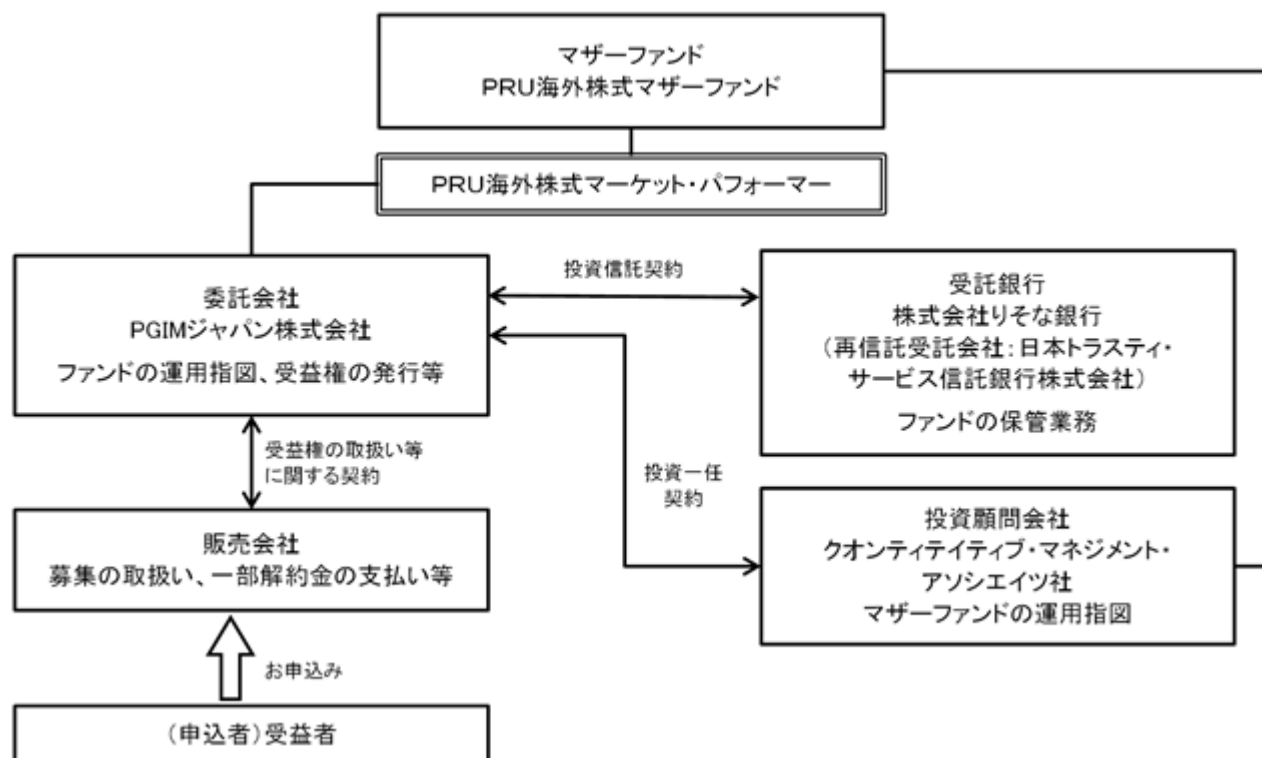 マザーファンド
PRU海外株式マザーファンド
PRU海外株式マーケット・パフォーマー
委託会社
PGIMジャパン株式会社
ファンドの運用指図、受益権の発行等
投資信託契約
受託銀行
株式会社りそな銀行
（再信託受託会社：日本トラスティ・
サービス信託銀行株式会社）
ファンドの保管業務
受益権の取扱い等
に関する契約
投資一任
契約
販売会社
募集の取扱い、一部解約金の支払い等
投資顧問会社
クオンティテイティブ・マネジメント・
アソシエイツ社
マザーファンドの運用指図
お申込み
（申込者）受益者